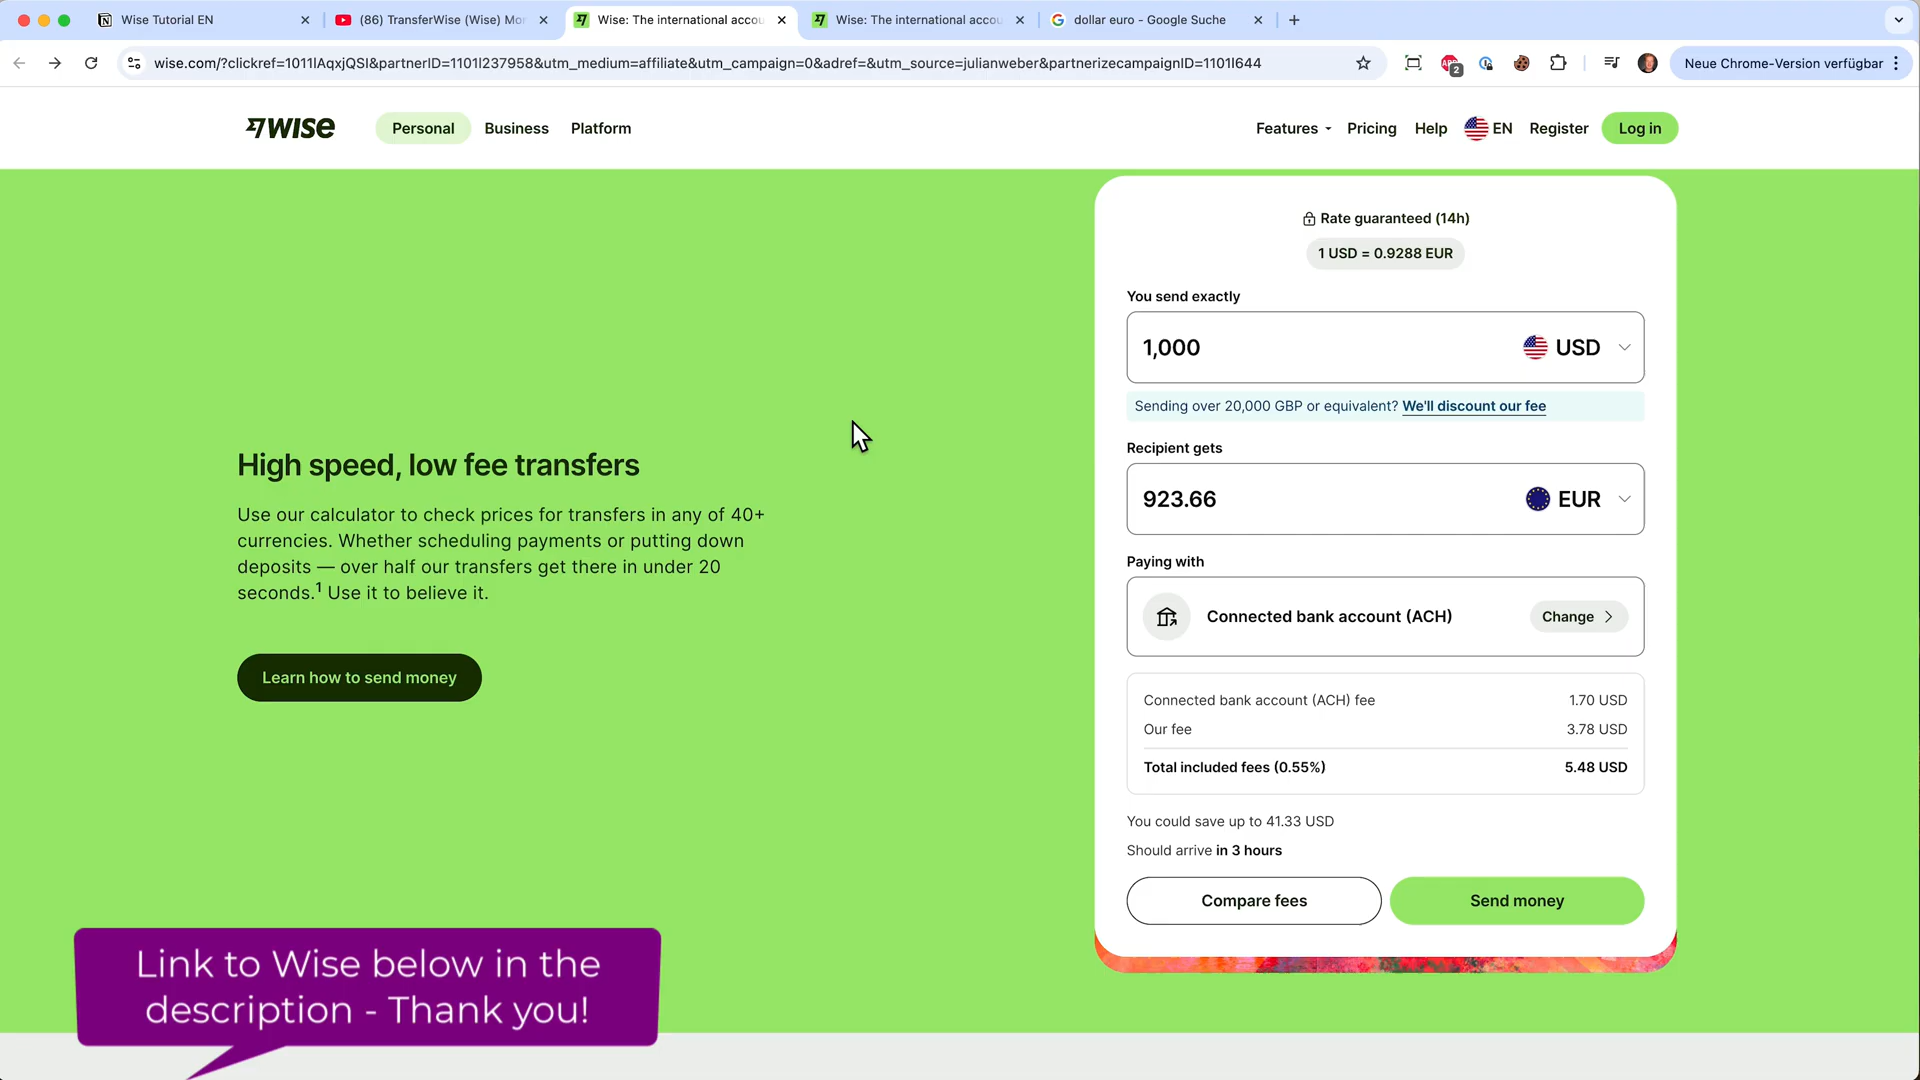 Wise Tutorial EN
(86) TransferWise (Wise) Mor
Wise: The international accou
Wise: The international accou
dollar euro - Google Suche
wise.com/?clickref=1011lAqxjQSI&partnerID=1101l237958&utm_medium=affiliate&utm_campaign=0&adref=&utm_source=julianweber&partnerizecampaignID=1101l644
2
Neue Chrome-Version verfügbar
WISE
Personal
Business
Platform
Features
Pricing
Help
EN
Register
Log in
Rate guaranteed (14h)
1 USD = 0.9288 EUR
You send exactly
1,000
USD
Sending over 20,000 GBP or equivalent? We'll discount our fee
Recipient gets
923.66
EUR
Paying with
Connected bank account (ACH)
Change
Connected bank account (ACH) fee
1.70 USD
Our fee
3.78 USD
Total included fees (0.55%)
5.48 USD
You could save up to 41.33 USD
Should arrive in 3 hours
Compare fees
Send money
High speed, low fee transfers
Use our calculator to check prices for transfers in any of 40+
currencies. Whether scheduling payments or putting down
deposits — over half our transfers get there in under 20
seconds.1 Use it to believe it.
Learn how to send money
Link to Wise below in the
description - Thank you!